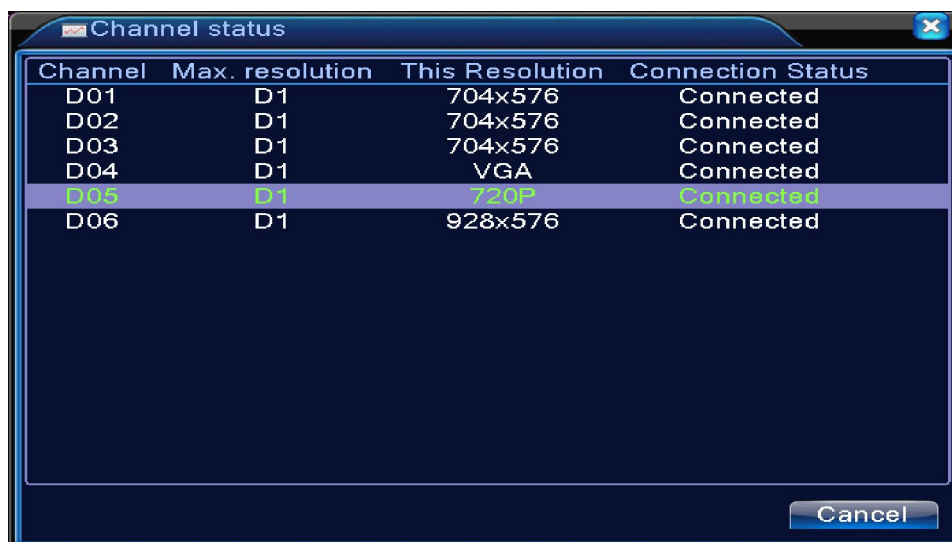 Channel status
Channel Max. resolution This Resolution Connection Status
D01 D1 704x576 Connected
D02 D1 704x576 Connected
D03 D1 704x576 Connected
D04 D1 VGA Connected
D05 D1 720P Connected
D06 D1 928x576 Connected
Cancel